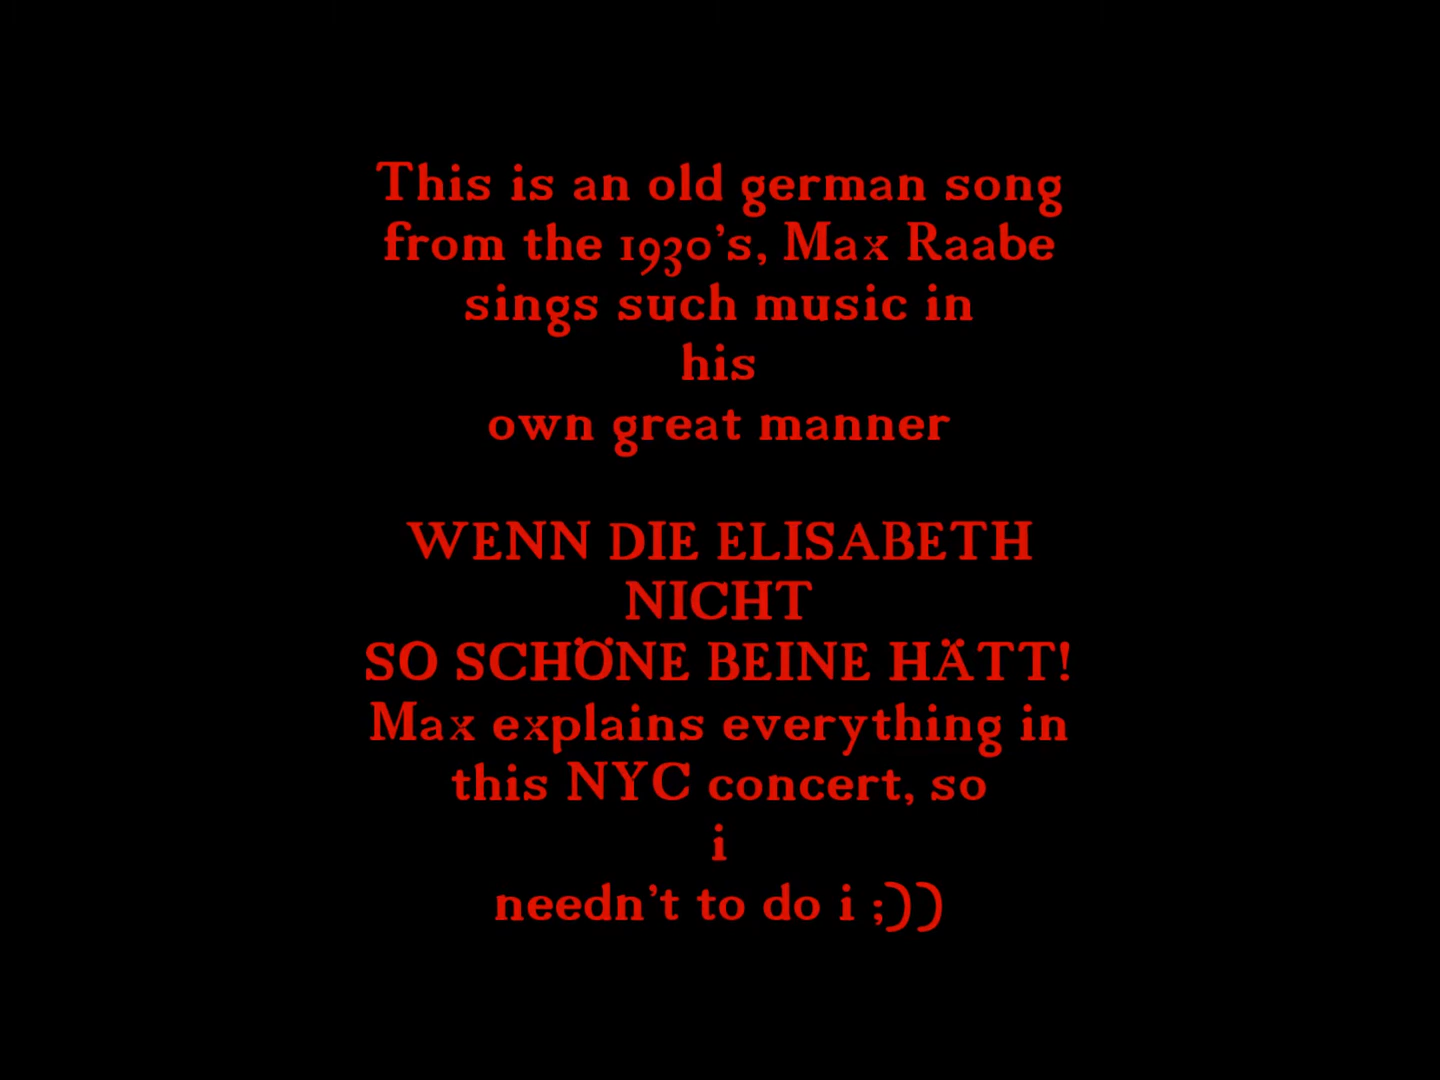 This is an old german song
from the 1930's, Max Raabe
sings such music in
his
own great manner
WENN DIE ELISABETH
NICHT
SO SCHÖNE BEINE HÄTT!
Max explains everything in
this NYC concert, so
i
needn't to do i ;))